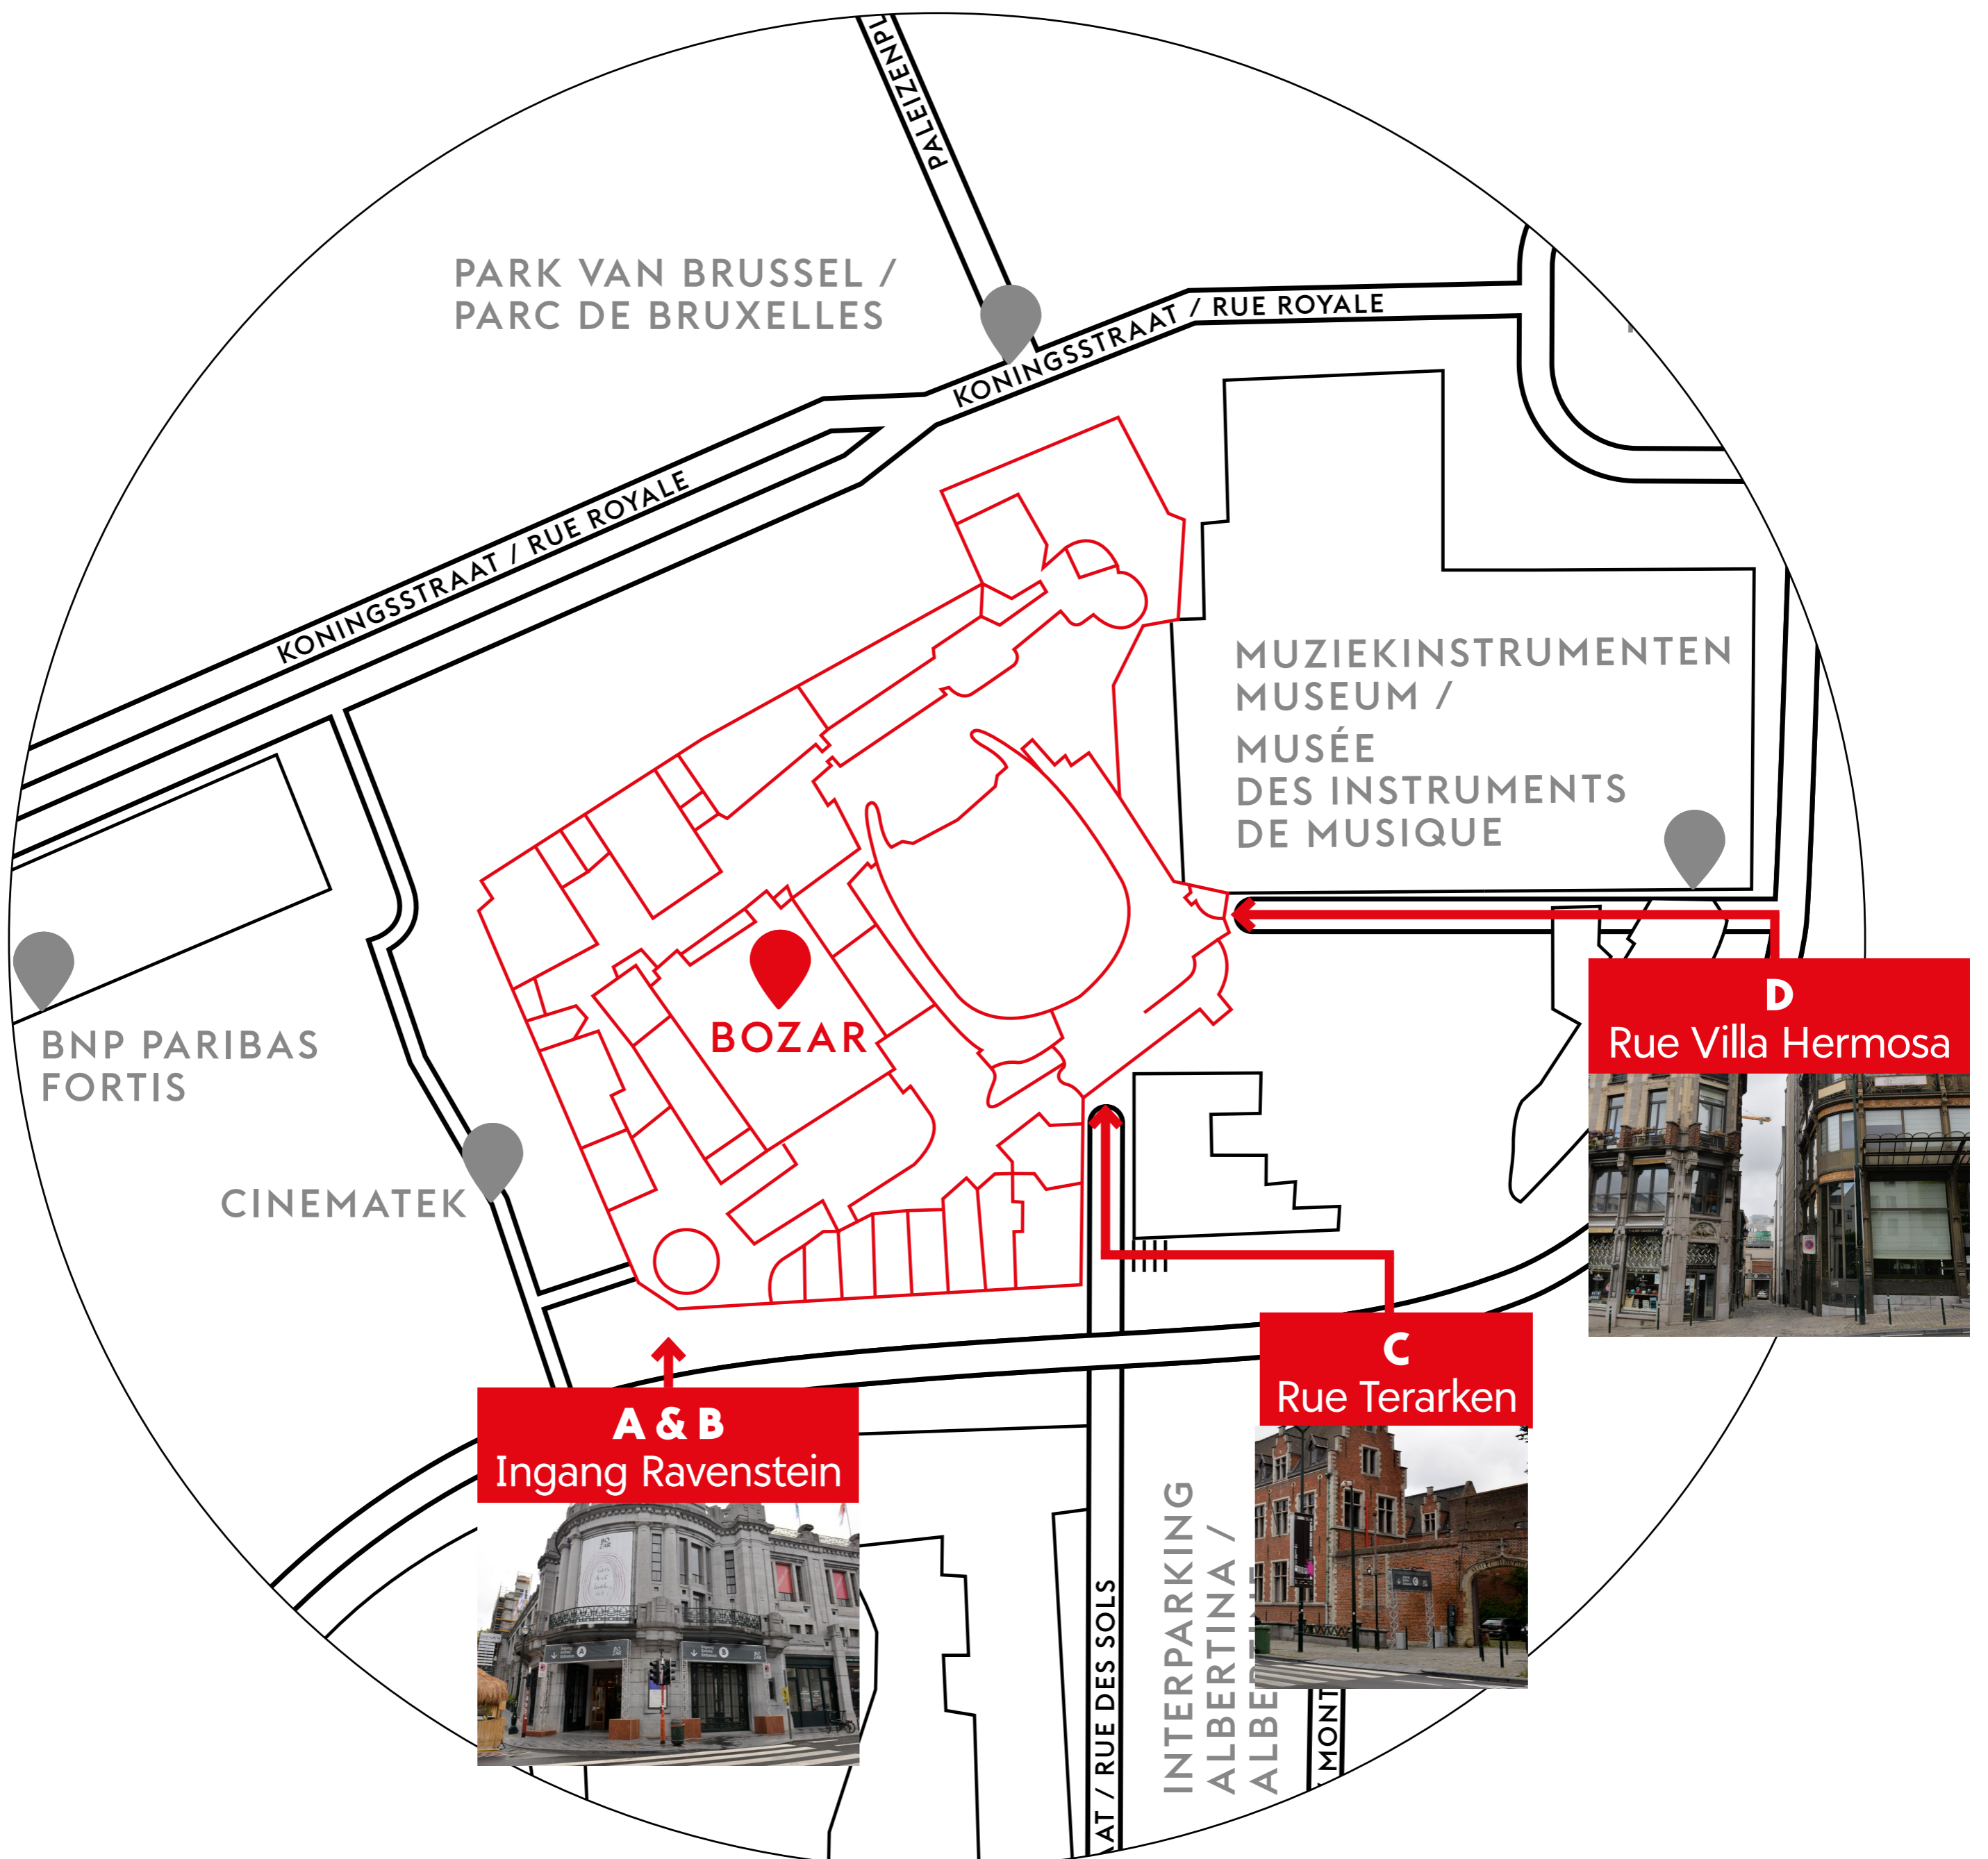 PALEIZENPL
PARK VAN BRUSSEL /
PARC DE BRUXELLES
KONINGSSTRAAT / RUE ROYALE
KONINGSSTRAAT / RUE ROYALE
MUZIEKINSTRUMENTEN
MUSEUM /
MUSÉE
DES INSTRUMENTS
DE MUSIQUE
BOZAR
BNP PARIBAS
FORTIS
CINEMATEK
D
Rue Villa Hermosa
C
Rue Terarken
A & B
Ingang Ravenstein
INTERPARKING
ALBERTINA /
AT / RUE DES SOLS
MONT
A
B